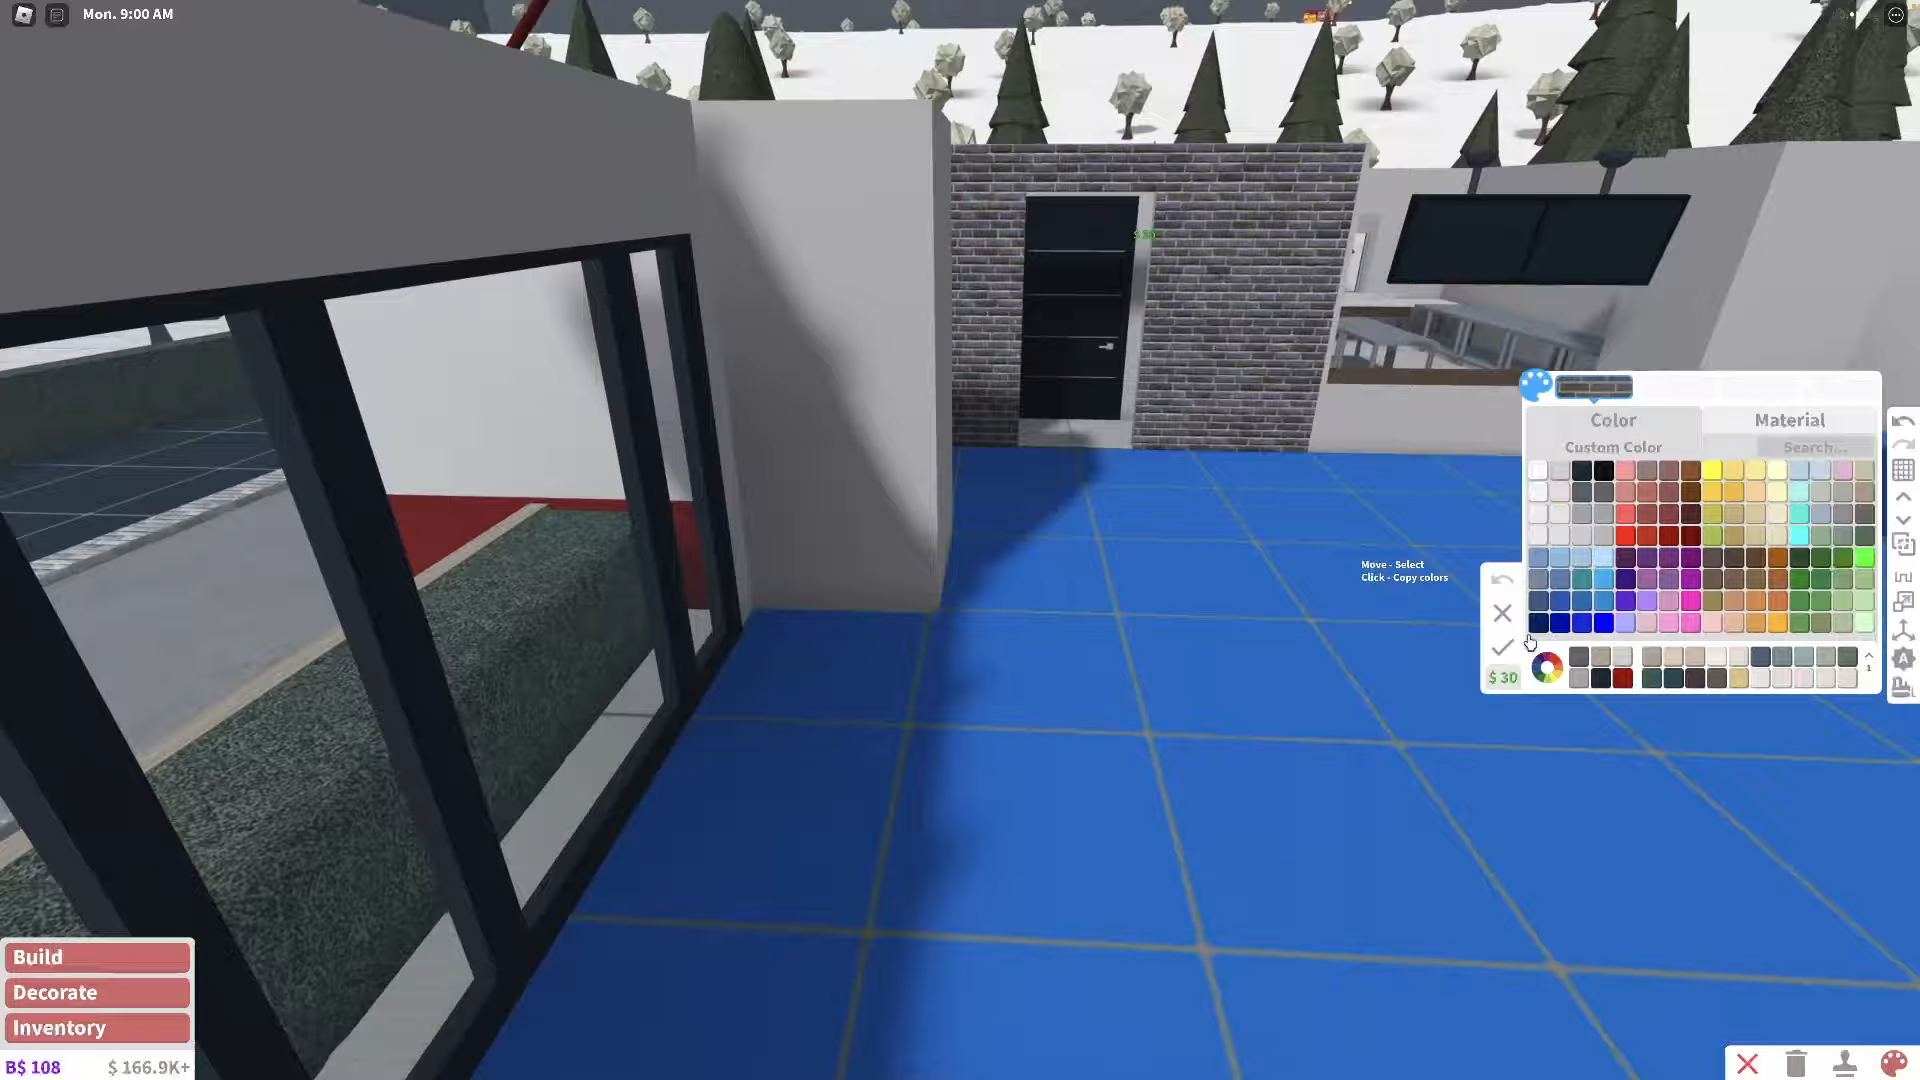 Mon. 9:00 AM
Color
Material
Custom Color
Search...
Move - Select
Click - Copy colors
1
$ 30
Build
Decorate
Inventory
B$ 108
$ 166.9K+